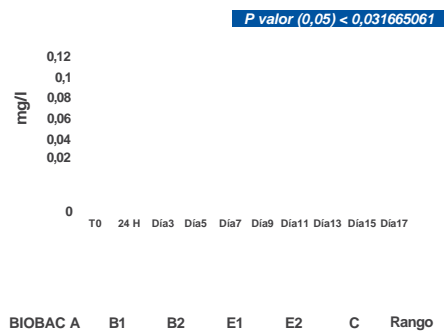 P valor (0,05) < 0,031665061
0,12
0,1
0,08
0,06
0,04
0,02
0
mg/l
T0 24 H Día3 Día5 Día7 Día9 Día11 Día13 Día15 Día17
BIOBAC A B1 B2 E1 E2 C Rango